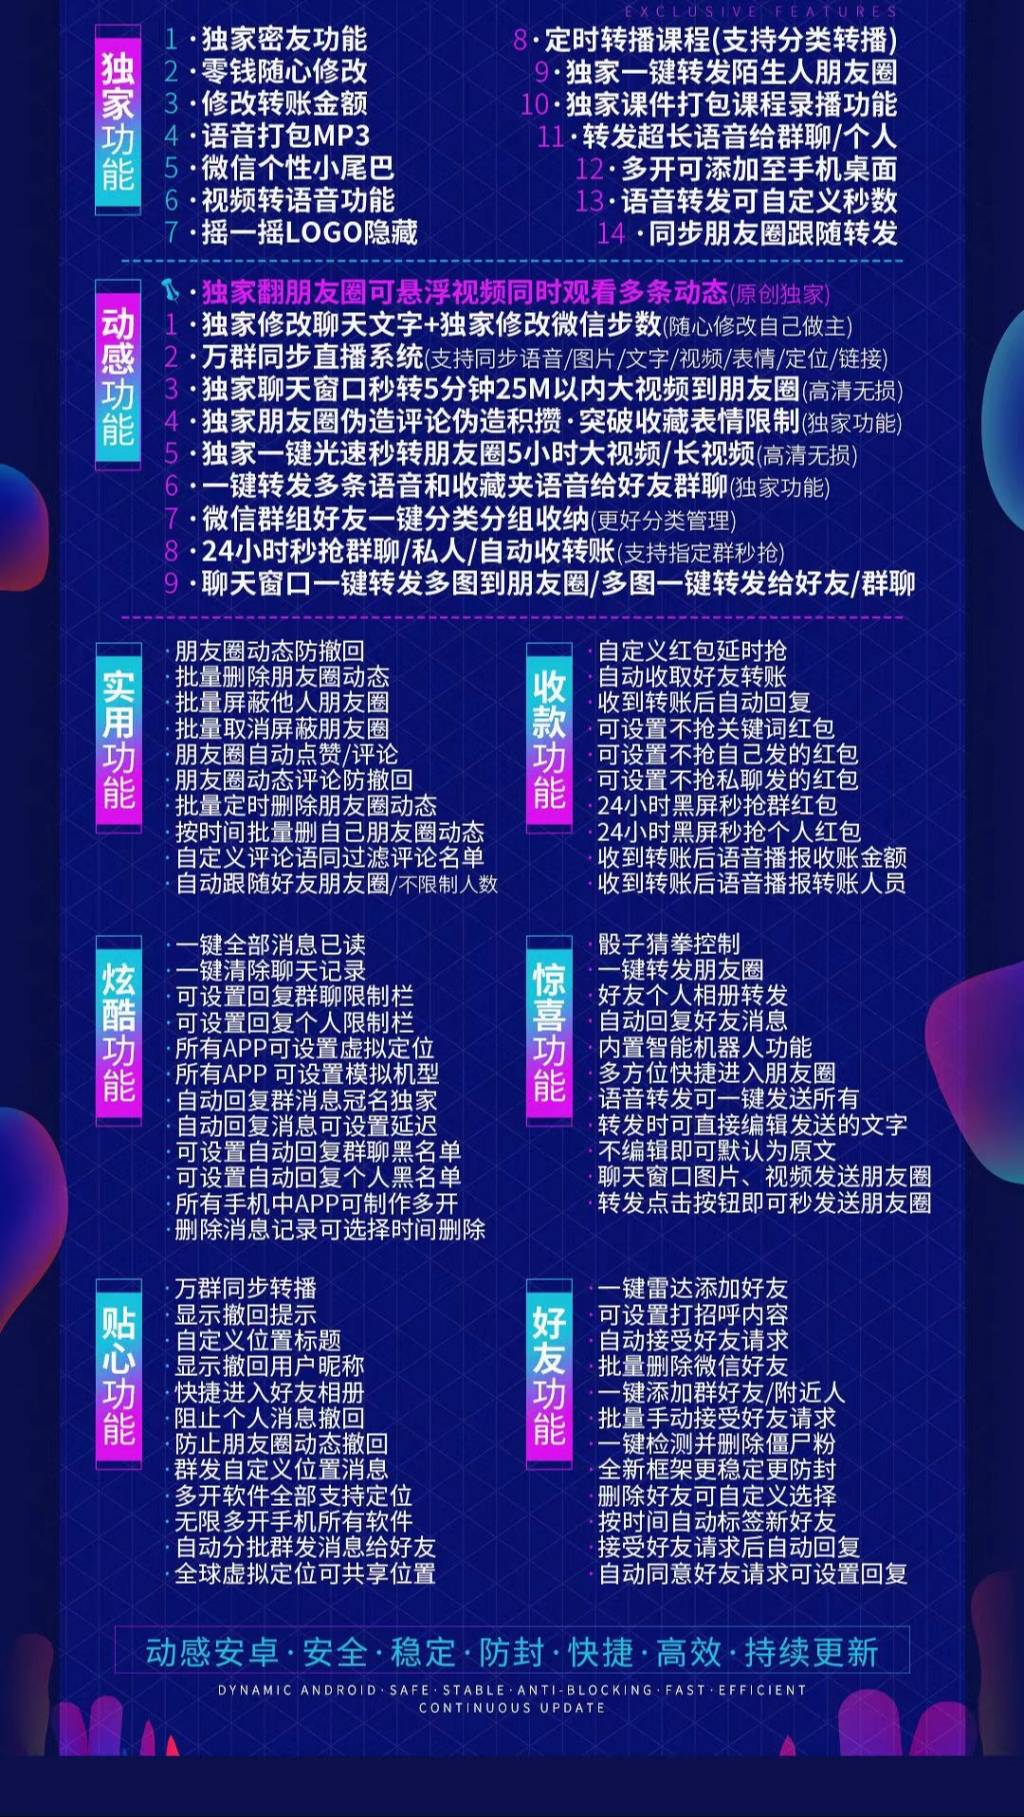 EXCLUSIVE FEATURES
独家功能
1·独家密友功能
2·零钱随心修改
3·修改转账金额
4·语音打包MP3
5·微信个性小尾巴
6·视频转语音功能
7·摇一摇LOGO隐藏
8·定时转播课程(支持分类转播)
9·独家一键转发陌生人朋友圈
10·独家课件打包课程录播功能
11·转发超长语音给群聊/个人
12·多开可添加至手机桌面
13·语音转发可自定义秒数
14·同步朋友圈跟随转发
动感功能
·独家翻朋友圈可悬浮视频同时观看多条动态(原创独家)
1·独家修改聊天文字+独家修改微信步数(随心修改自己做主)
2·万群同步直播系统(支持同步语音/图片/文字/视频/表情/定位/链接)
3·独家聊天窗口秒转5分钟25M以内大视频到朋友圈(高清无损)
4·独家朋友圈伪造评论伪造积攒·突破收藏表情限制(独家功能)
5·独家一键光速秒转朋友圈5小时大视频/长视频(高清无损)
6·一键转发多条语音和收藏夹语音给好友群聊(独家功能)
7·微信群组好友一键分类分组收纳(更好分类管理)
8·24小时秒抢群聊/私人/自动收转账(支持指定群秒抢)
9·聊天窗口一键转发多图到朋友圈/多图一键转发给好友/群聊
实用功能
·朋友圈动态防撤回
·批量删除朋友圈动态
·批量屏蔽他人朋友圈
·批量取消屏蔽朋友圈
·朋友圈自动点赞/评论
·朋友圈动态评论防撤回
·批量定时删除朋友圈动态
·按时间批量删自己朋友圈动态
·自定义评论语同过滤评论名单
·自动跟随好友朋友圈/不限制人数
收款功能
·自定义红包延时抢
·自动收取好友转账
·收到转账后自动回复
·可设置不抢关键词红包
·可设置不抢自己发的红包
·可设置不抢私聊发的红包
·24小时黑屏秒抢群红包
·24小时黑屏秒抢个人红包
·收到转账后语音播报收账金额
·收到转账后语音播报转账人员
炫酷功能
·一键全部消息已读
·一键清除聊天记录
·可设置回复群聊限制栏
·可设置回复个人限制栏
·所有APP可设置虚拟定位
·所有APP 可设置模拟机型
·自动回复群消息冠名独家
·自动回复消息可设置延迟
·可设置自动回复群聊黑名单
·可设置自动回复个人黑名单
·所有手机中APP可制作多开
·删除消息记录可选择时间删除
惊喜功能
·骰子猜拳控制
·一键转发朋友圈
·好友个人相册转发
·自动回复好友消息
·内置智能机器人功能
·多方位快捷进入朋友圈
·语音转发可一键发送所有
·转发时可直接编辑发送的文字
·不编辑即可默认为原文
·聊天窗口图片、视频发送朋友圈
·转发点击按钮即可秒发送朋友圈
贴心功能
·万群同步转播
·显示撤回提示
·自定义位置标题
·显示撤回用户昵称
·快捷进入好友相册
·阻止个人消息撤回
·防止朋友圈动态撤回
·群发自定义位置消息
·多开软件全部支持定位
·无限多开手机所有软件
·自动分批群发消息给好友
·全球虚拟定位可共享位置
好友功能
·一键雷达添加好友
·可设置打招呼内容
·自动接受好友请求
·批量删除微信好友
·一键添加群好友/附近人
·批量手动接受好友请求
·一键检测并删除僵尸粉
·全新框架更稳定更防封
·删除好友可自定义选择
·按时间自动标签新好友
·接受好友请求后自动回复
·自动同意好友请求可设置回复
动感安卓·安全·稳定·防封·快捷·高效·持续更新
DYNAMIC ANDROID·SAFE·STABLE·ANTI-BLOCKING·FAST·EFFICIENT
CONTINUOUS UPDATE